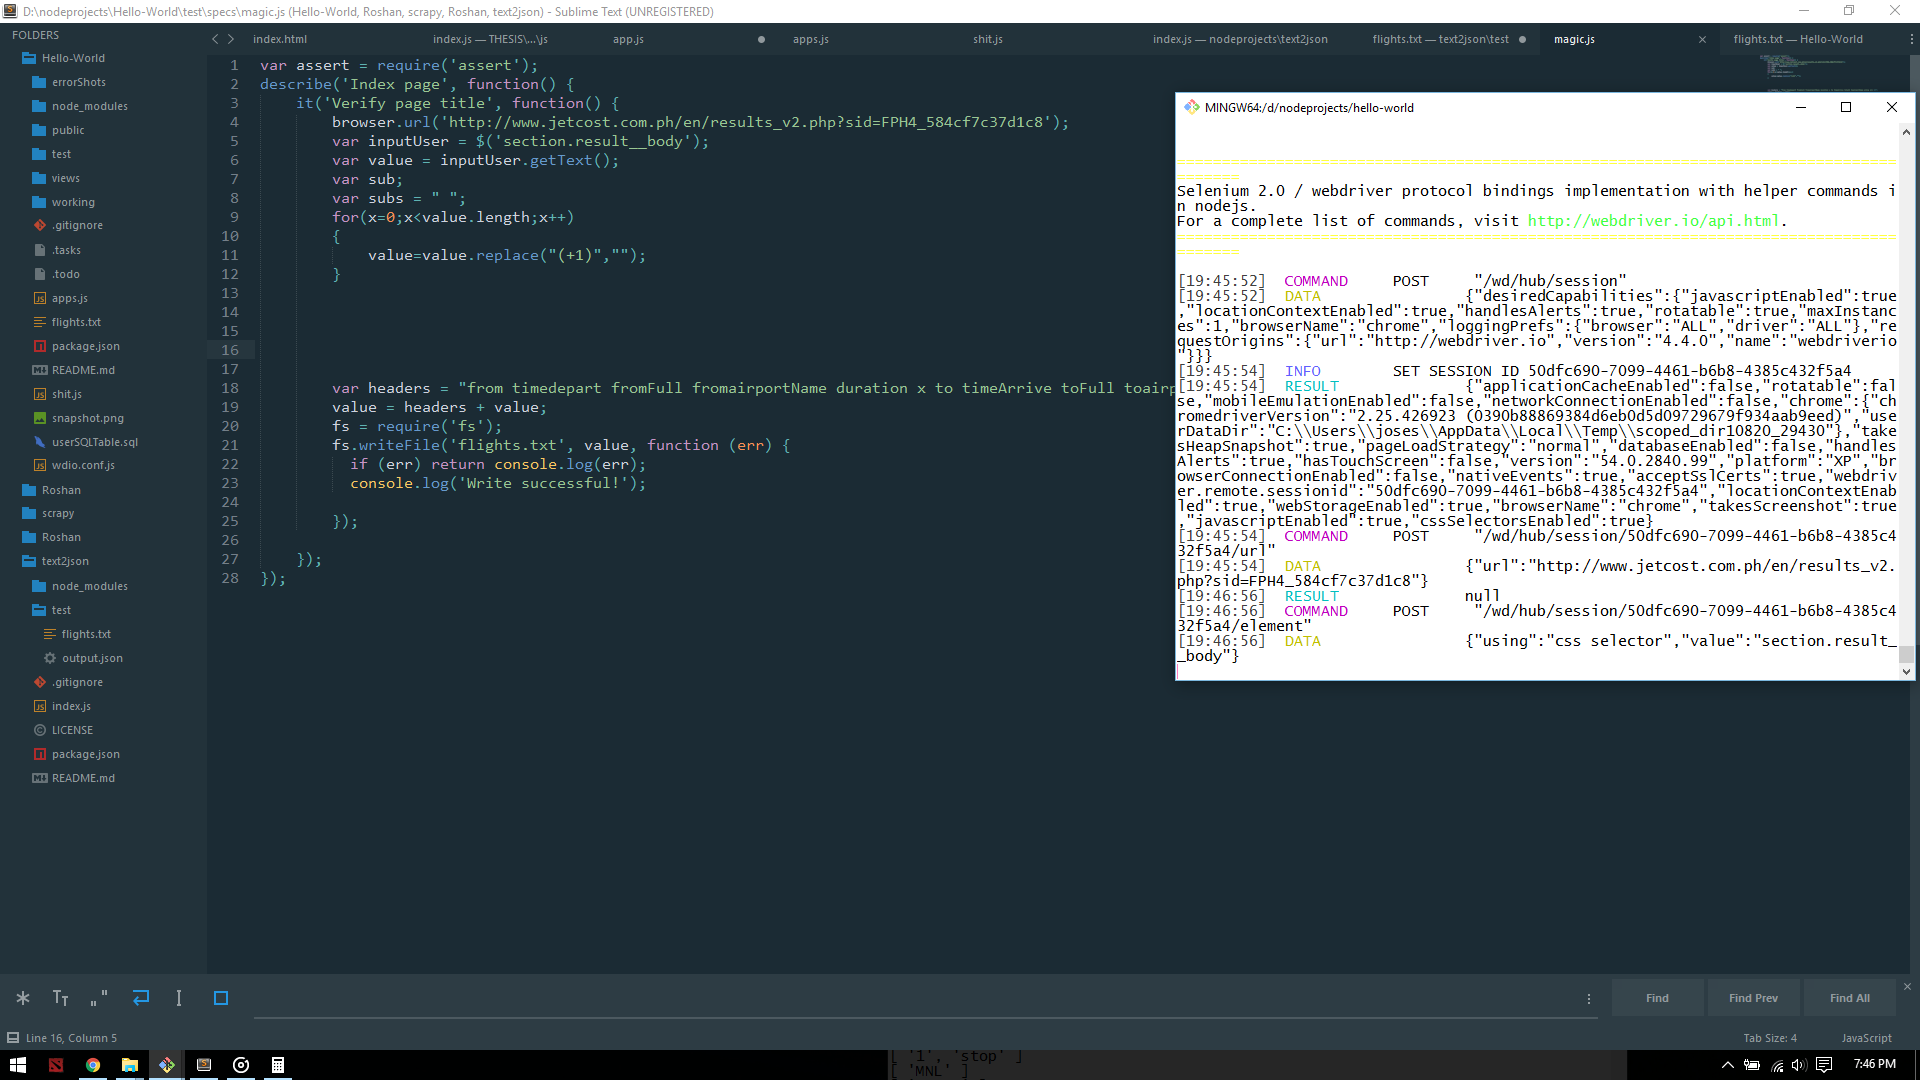 D:\nodeprojects\Hello-World\test\specs\magic.js (Hello-World, Roshan, scrapy, Roshan, text2json) - Sublime Text (UNREGISTERED)
FOLDERS
Hello-World
errorShots
node_modules
public
test
views
working
.gitignore
.tasks
.todo
apps.js
flights.txt
package.json
README.md
shit.js
snapshot.png
userSQLTable.sql
wdio.conf.js
Roshan
scrapy
Roshan
text2json
node_modules
test
flights.txt
output.json
.gitignore
index.js
LICENSE
package.json
README.md
index.html
index.js — THESIS\...\js
app.js
apps.js
shit.js
index.js — nodeprojects\text2json
flights.txt — text2json\test
magic.js
flights.txt — Hello-World
1 var assert = require('assert');
2 describe('Index page', function() {
3 it('Verify page title', function() {
4 browser.url('http://www.jetcost.com.ph/en/results_v2.php?sid=FPH4_584cf7c37d1c8');
5 var inputUser = $('section.result__body');
6 var value = inputUser.getText();
7 var sub;
8 var subs = " ";
9 for(x=0;x<value.length;x++)
10 {
11 value=value.replace("(+1)","");
12 }
13
14
15
16
17
18 var headers = "from timedepart fromFull fromairportName duration x to timeArrive toFull toairp
19 value = headers + value;
20 fs = require('fs');
21 fs.writeFile('flights.txt', value, function (err) {
22 if (err) return console.log(err);
23 console.log('Write successful!');
24
25 });
26
27 });
28 });
MINGW64:/d/nodeprojects/hello-world
================================================================================
=======
Selenium 2.0 / webdriver protocol bindings implementation with helper commands i
n nodejs.
For a complete list of commands, visit http://webdriver.io/api.html.
================================================================================
=======
[19:45:52] COMMAND POST "/wd/hub/session"
[19:45:52] DATA {"desiredCapabilities":{"javascriptEnabled":true
,"locationContextEnabled":true,"handlesAlerts":true,"rotatable":true,"maxInstanc
es":1,"browserName":"chrome","loggingPrefs":{"browser":"ALL","driver":"ALL"},"re
questOrigins":{"url":"http://webdriver.io","version":"4.4.0","name":"webdriverio
"}}}
[19:45:54] INFO SET SESSION ID 50dfc690-7099-4461-b6b8-4385c432f5a4
[19:45:54] RESULT {"applicationCacheEnabled":false,"rotatable":fal
se,"mobileEmulationEnabled":false,"networkConnectionEnabled":false,"chrome":{"c
hromedriverVersion":"2.25.426923 (0390b88869384d6eb0d5d09729679f934aab9eed)","use
rDataDir":"C:\\Users\\joses\\AppData\\Local\\Temp\\scoped_dir10820_29430"},"take
sHeapSnapshot":true,"pageLoadStrategy":"normal","databaseEnabled":false,"handles
Alerts":true,"hasTouchScreen":false,"version":"54.0.2840.99","platform":"XP","br
owserConnectionEnabled":false,"nativeEvents":true,"acceptSslCerts":true,"webdriv
er.remote.sessionid":"50dfc690-7099-4461-b6b8-4385c432f5a4","locationContextEnab
led":true,"webStorageEnabled":true,"browserName":"chrome","takesScreenshot":true
,"javascriptEnabled":true,"cssSelectorsEnabled":true}
[19:45:54] COMMAND POST "/wd/hub/session/50dfc690-7099-4461-b6b8-4385c4
32f5a4/url"
[19:45:54] DATA {"url":"http://www.jetcost.com.ph/en/results_v2.
php?sid=FPH4_584cf7c37d1c8"}
[19:46:56] RESULT null
[19:46:56] COMMAND POST "/wd/hub/session/50dfc690-7099-4461-b6b8-4385c4
32f5a4/element"
[19:46:56] DATA {"using":"css selector","value":"section.result_
_body"}
Find
Find Prev
Find All
Line 16, Column 5
Tab Size: 4
JavaScript
[ '1', 'stop' ]
[ 'MNL' ]
7:46 PM